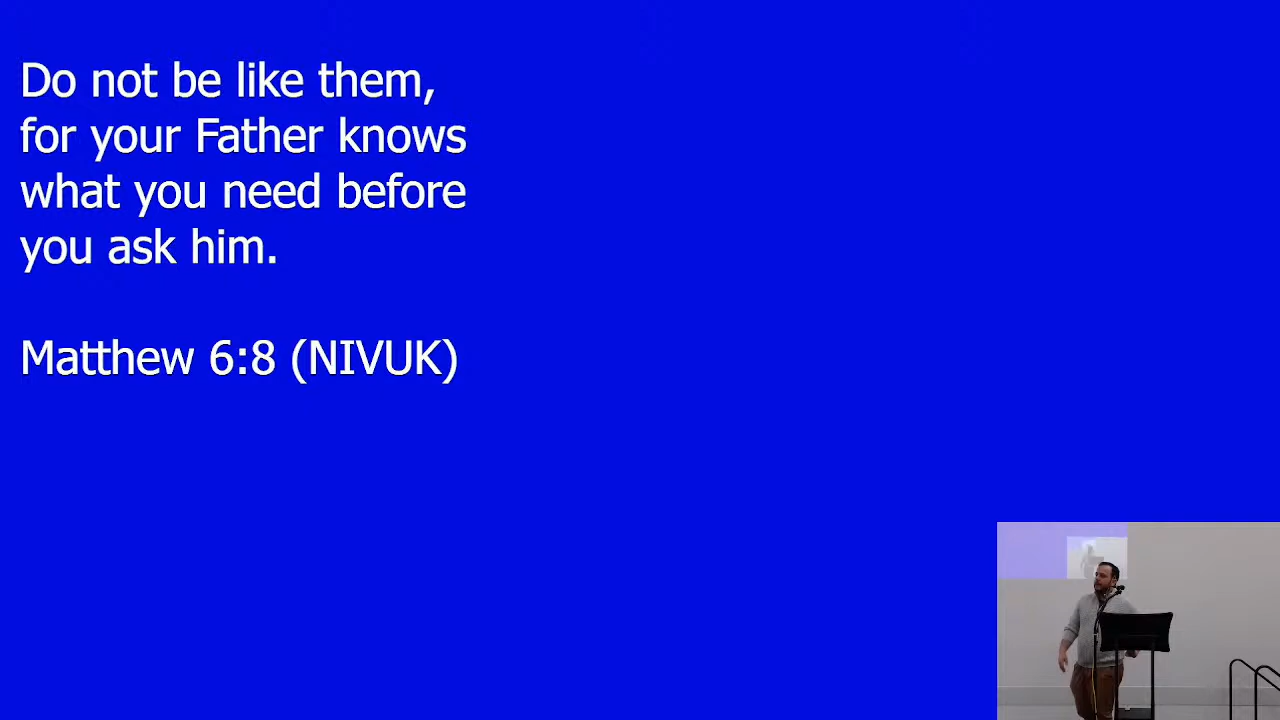 Do not be like them,
for your Father knows
what you need before
you ask him.
Matthew 6:8 (NIVUK)